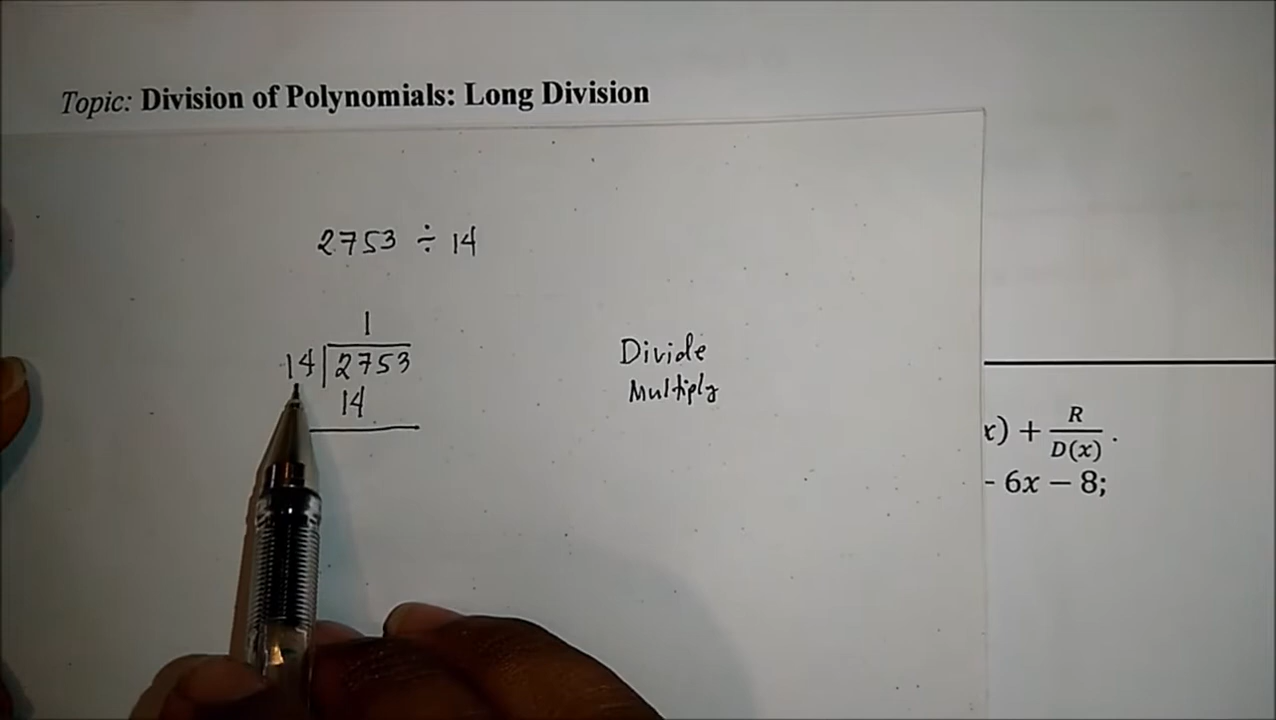 Topic: Division of Polynomials: Long Division
2753 ÷ 14
1
14 2753
14
Divide
Multiply
x) + R/D(x) .
- 6x − 8;